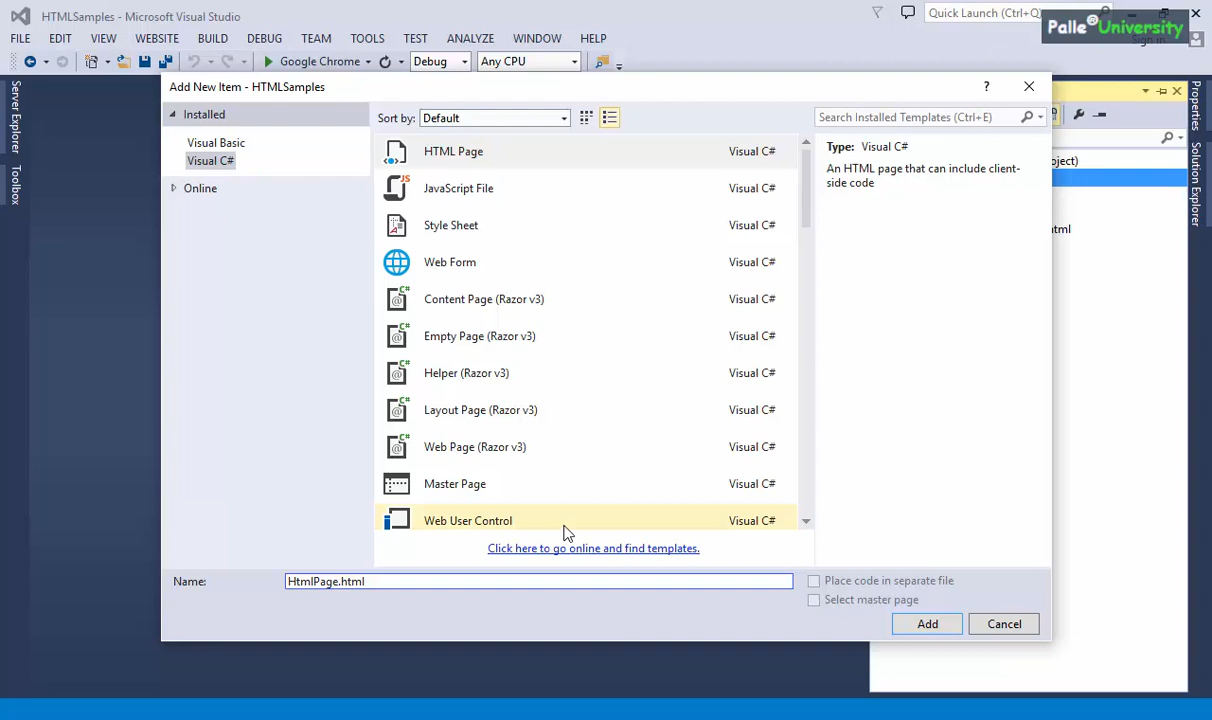 HTMLSamples - Microsoft Visual Studio
Quick Launch (Ctrl+Q)
Palle University
FILE EDIT VIEW WEBSITE BUILD DEBUG TEAM TOOLS TEST ANALYZE WINDOW HELP
Sign in
Google Chrome Debug Any CPU
Server Explorer
Toolbox
Properties
Solution Explorer
Add New Item - HTMLSamples
?
Installed
Visual Basic
Visual C#
Online
Sort by: Default
Search Installed Templates (Ctrl+E)
HTML Page Visual C#
JavaScript File Visual C#
Style Sheet Visual C#
Web Form Visual C#
Content Page (Razor v3) Visual C#
Empty Page (Razor v3) Visual C#
Helper (Razor v3) Visual C#
Layout Page (Razor v3) Visual C#
Web Page (Razor v3) Visual C#
Master Page Visual C#
Web User Control Visual C#
Click here to go online and find templates.
Type: Visual C#
An HTML page that can include client-
side code
oject)
tml
Name: HtmlPage.html
Place code in separate file
Select master page
Add Cancel